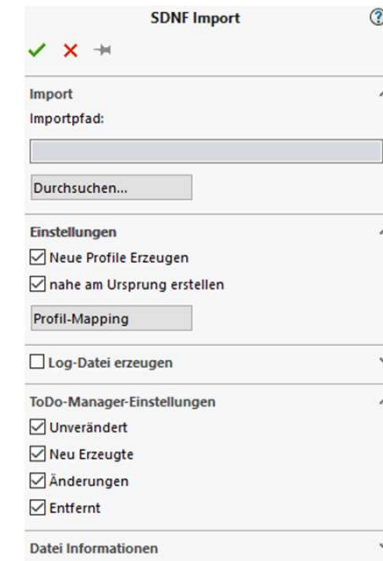 SDNF Import
?
Import
Importpfad:
Durchsuchen...
Einstellungen
Neue Profile Erzeugen
nahe am Ursprung erstellen
Profil-Mapping
Log-Datei erzeugen
ToDo-Manager-Einstellungen
Unverändert
Neu Erzeugte
Änderungen
Entfernt
Datei Informationen